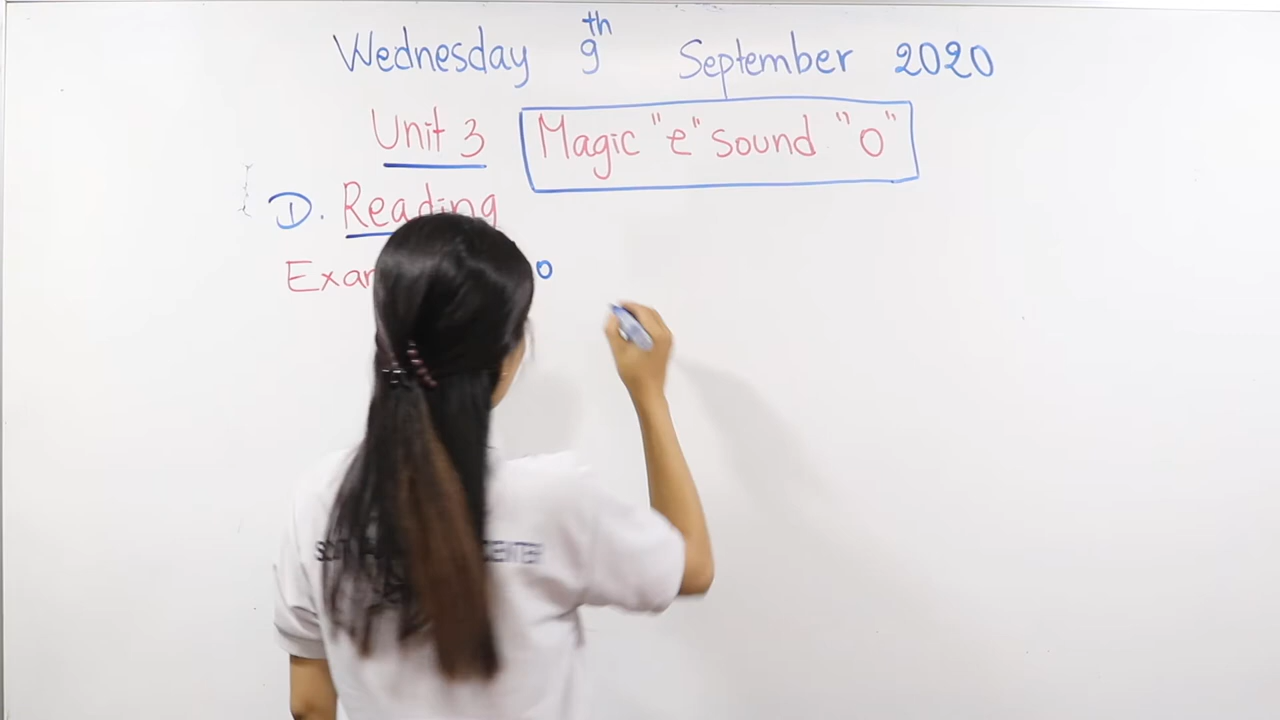 Wednesday 9th September 2020
Unit 3 Magic "e" sound "o"
D. Reading
o